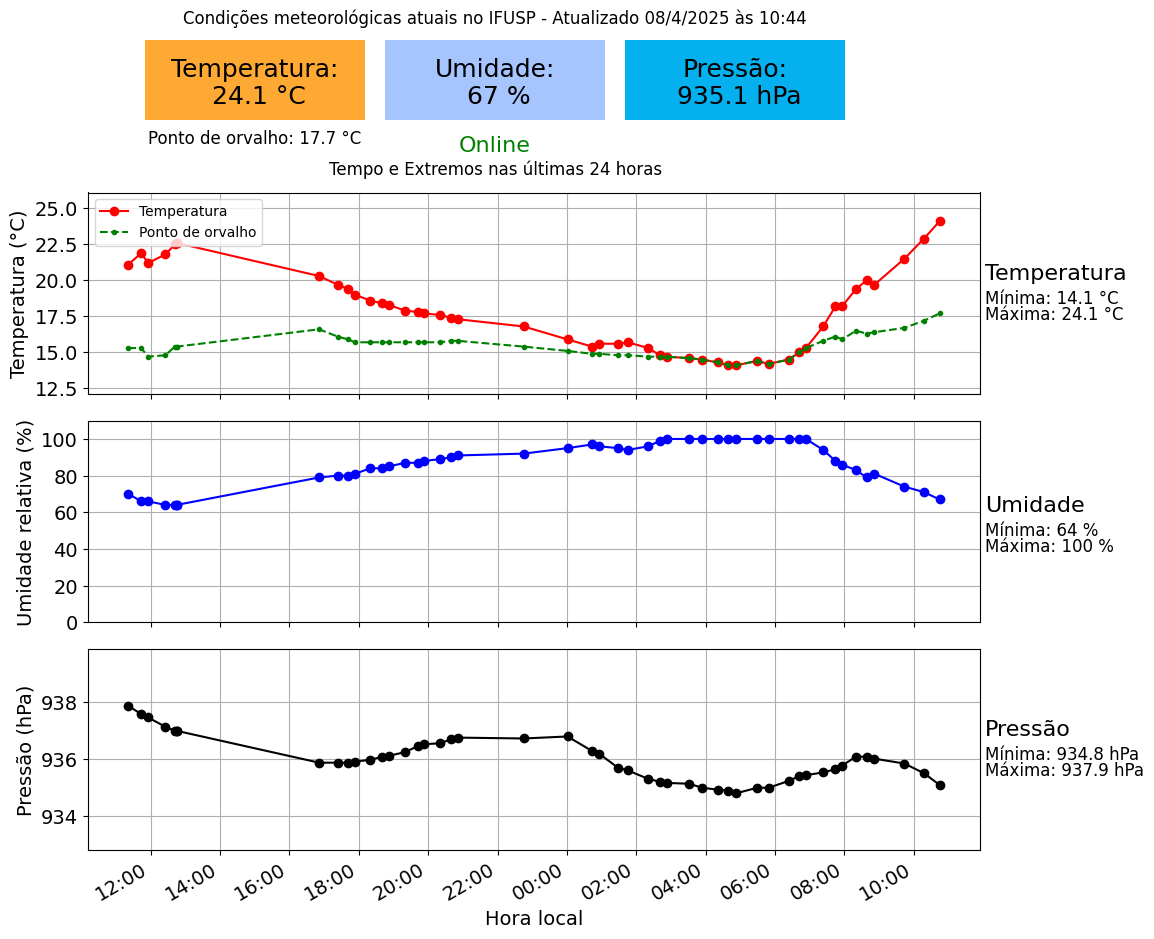 Condições meteorológicas atuais no IFUSP - Atualizado 08/4/2025 às 10:44
Temperatura:
24.1 °C
Umidade:
67 %
Pressão:
935.1 hPa
Ponto de orvalho: 17.7 °C
Online
Tempo e Extremos nas últimas 24 horas
Temperatura (°C)
25.0
22.5
20.0
17.5
15.0
12.5
Temperatura
Ponto de orvalho
Temperatura
Mínima: 14.1 °C
Máxima: 24.1 °C
Umidade relativa (%)
100
80
60
40
20
0
Umidade
Mínima: 64 %
Máxima: 100 %
Pressão (hPa)
938
936
934
Pressão
Mínima: 934.8 hPa
Máxima: 937.9 hPa
12:00
14:00
16:00
18:00
20:00
22:00
00:00
02:00
04:00
06:00
08:00
10:00
Hora local